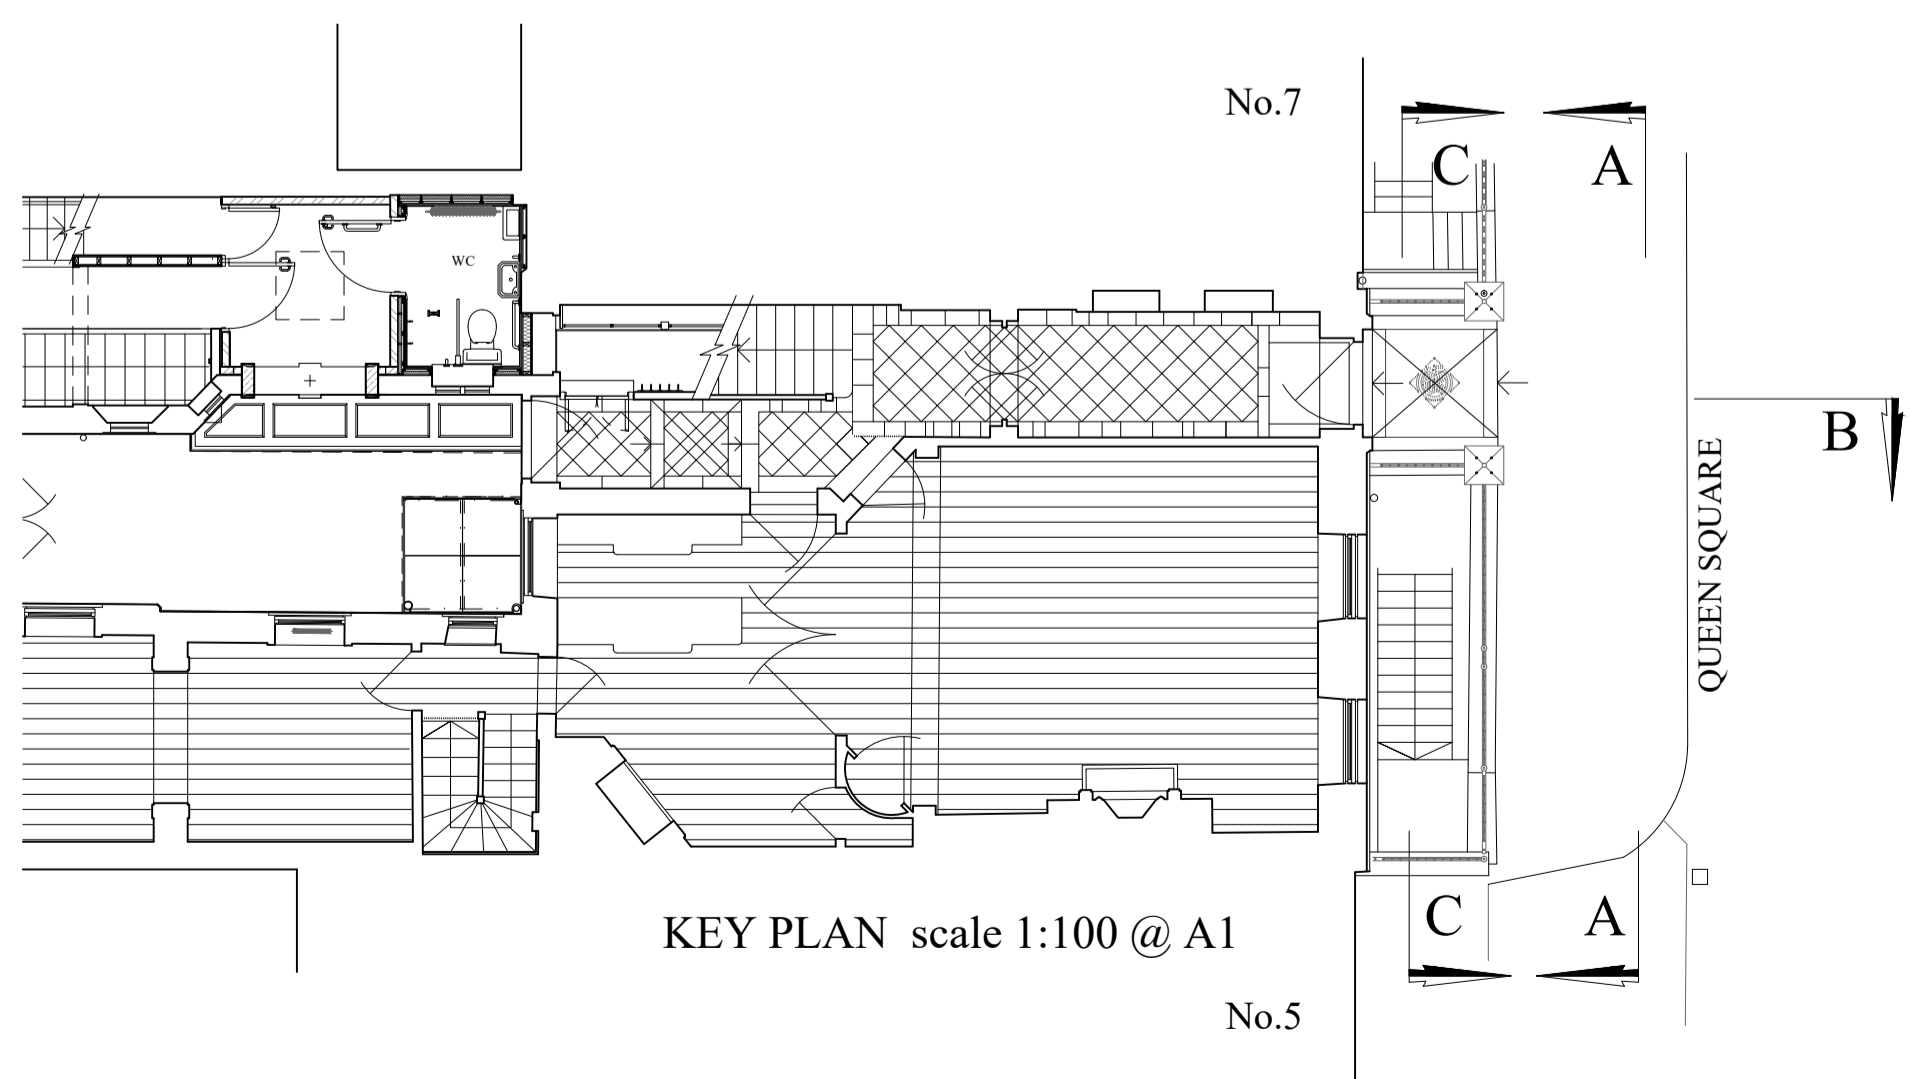 No.7
C A
WC
B
QUEEN SQUARE
KEY PLAN scale 1:100 @ A1
C A
No.5